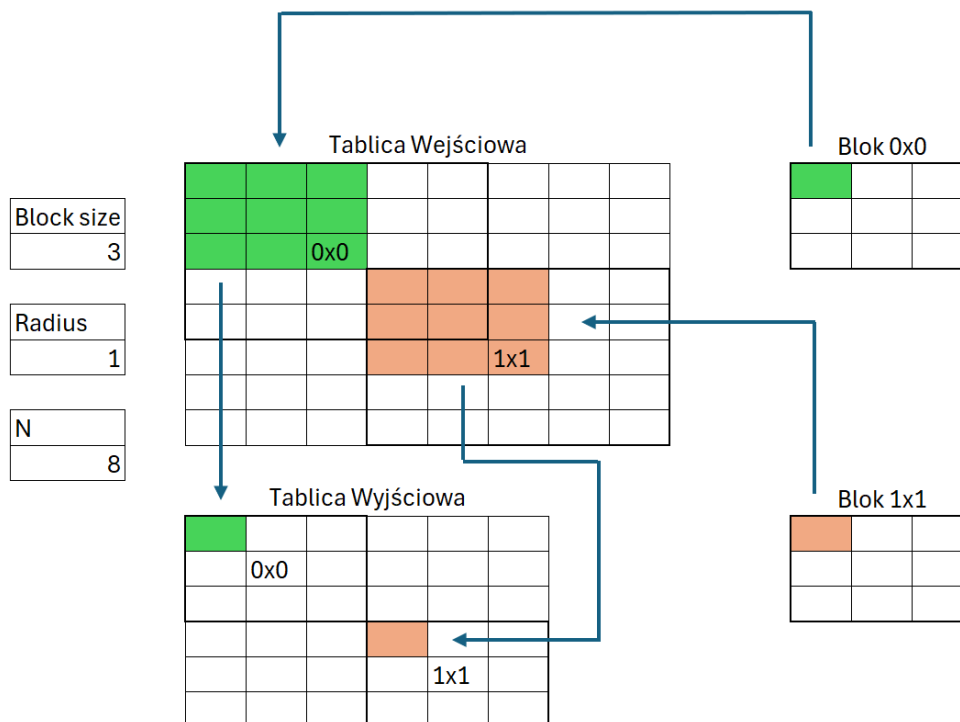 Tablica Wejściowa
Blok 0x0
Block size
3
0x0
Radius
1
1x1
N
8
Tablica Wyjściowa
Blok 1x1
0x0
1x1